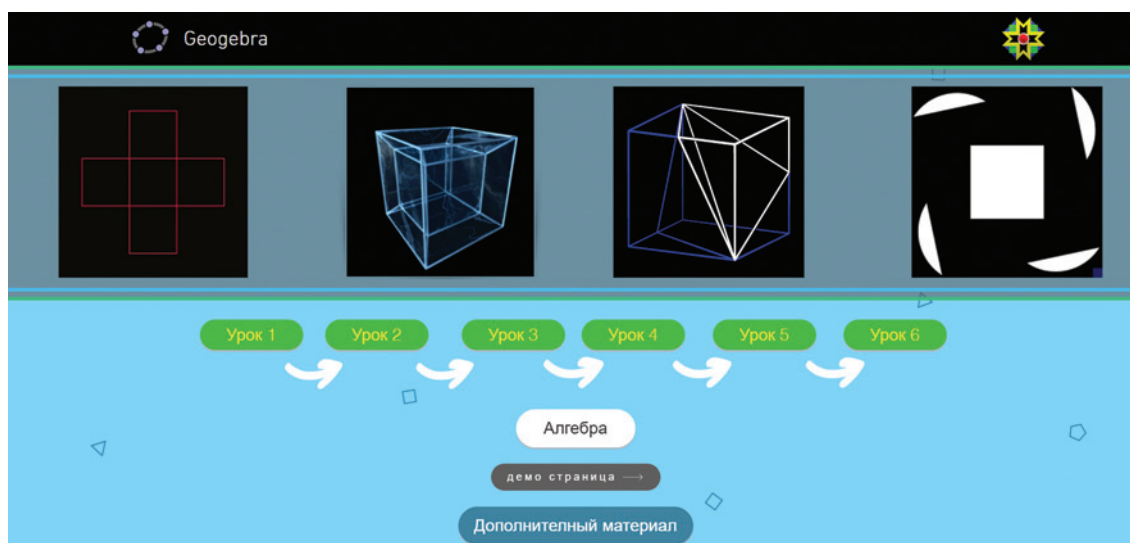 Geogebra
Урок 1 Урок 2 Урок 3 Урок 4 Урок 5 Урок 6
Алгебра
демо страница →
Дополнителный материал